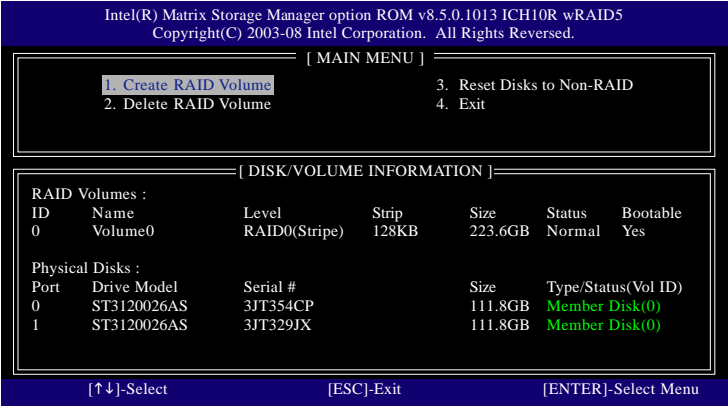 Intel(R) Matrix Storage Manager option ROM v8.5.0.1013 ICH10R wRAID5
Copyright(C) 2003-08 Intel Corporation. All Rights Reversed.
[ MAIN MENU ]
1. Create RAID Volume 3. Reset Disks to Non-RAID
2. Delete RAID Volume 4. Exit
[ DISK/VOLUME INFORMATION ]
RAID Volumes :
ID Name Level Strip Size Status Bootable
0 Volume0 RAID0(Stripe) 128KB 223.6GB Normal Yes
Physical Disks :
Port Drive Model Serial # Size Type/Status(Vol ID)
0 ST3120026AS 3JT354CP 111.8GB Member Disk(0)
1 ST3120026AS 3JT329JX 111.8GB Member Disk(0)
[↑↓]-Select [ESC]-Exit [ENTER]-Select Menu